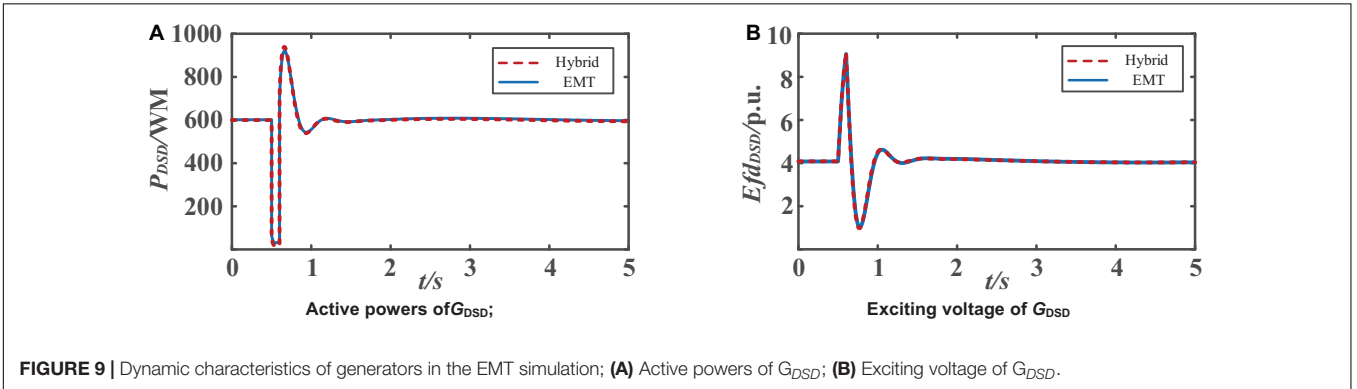 A
1000
800
600
400
200
P_DSD/WM
Hybrid
EMT
0 1 2 3 4 5
t/s
Active powers ofG_DSD;
B
10
8
6
4
2
Efd_DSD/p.u.
Hybrid
EMT
0 1 2 3 4 5
t/s
Exciting voltage of G_DSD
FIGURE 9 | Dynamic characteristics of generators in the EMT simulation; (A) Active powers of G_DSD; (B) Exciting voltage of G_DSD.